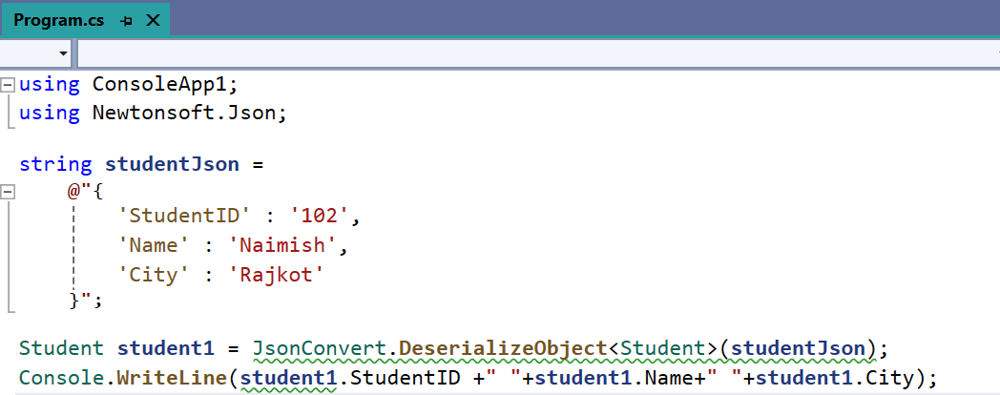 Program.cs
using ConsoleApp1;
using Newtonsoft.Json;
string studentJson =
@"{
'StudentID' : '102',
'Name' : 'Naimish',
'City' : 'Rajkot'
}";
Student student1 = JsonConvert.DeserializeObject<Student>(studentJson);
Console.WriteLine(student1.StudentID +" "+student1.Name+" "+student1.City);